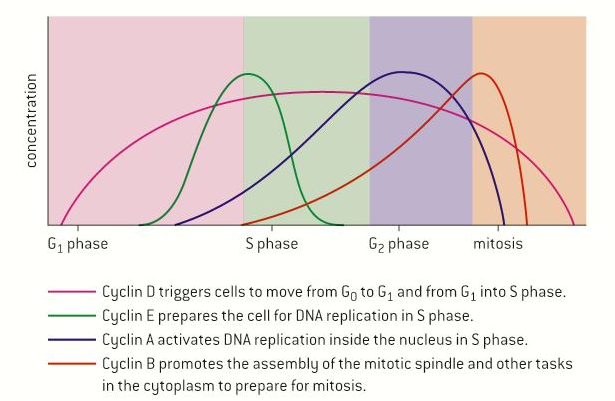 concentration
G₁ phase
S phase
G₂ phase
mitosis
Cyclin D triggers cells to move from G₀ to G₁ and from G₁ into S phase.
Cyclin E prepares the cell for DNA replication in S phase.
Cyclin A activates DNA replication inside the nucleus in S phase.
Cyclin B promotes the assembly of the mitotic spindle and other tasks
in the cytoplasm to prepare for mitosis.